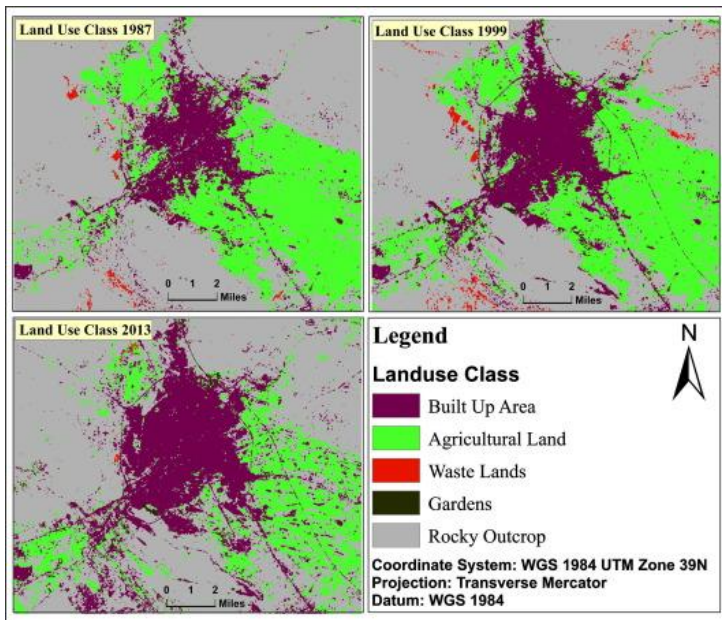 Land Use Class 1987
0 1 2
Miles
Land Use Class 1999
0 1 2
Miles
Land Use Class 2013
0 1 2
Miles
Legend
N
Landuse Class
Built Up Area
Agricultural Land
Waste Lands
Gardens
Rocky Outcrop
Coordinate System: WGS 1984 UTM Zone 39N
Projection: Transverse Mercator
Datum: WGS 1984